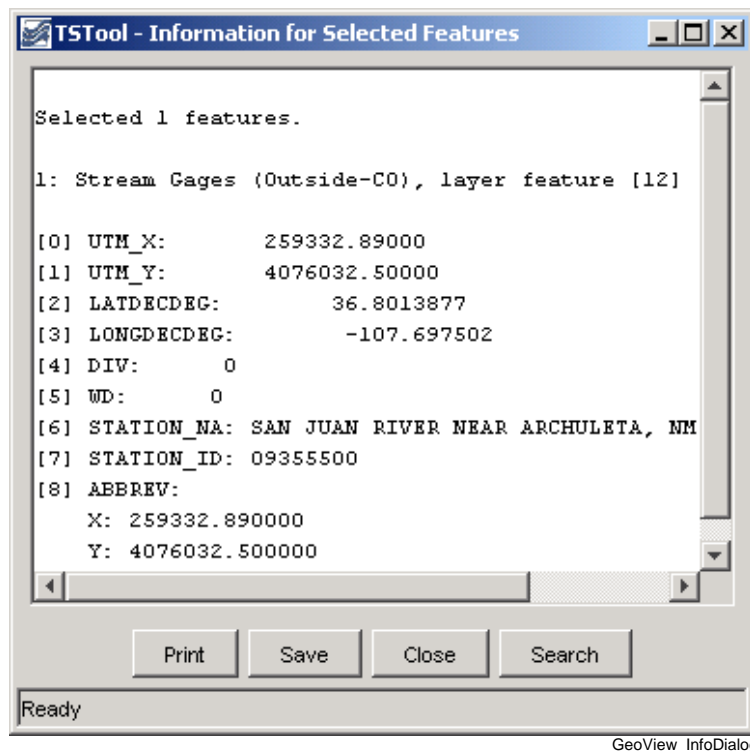 TSTool - Information for Selected Features
Selected 1 features.
1: Stream Gages (Outside-CO), layer feature [12]
[0] UTM_X: 259332.89000
[1] UTM_Y: 4076032.50000
[2] LATDECDEG: 36.8013877
[3] LONGDECDEG: -107.697502
[4] DIV: 0
[5] WD: 0
[6] STATION_NA: SAN JUAN RIVER NEAR ARCHULETA, NM
[7] STATION_ID: 09355500
[8] ABBREV:
X: 259332.890000
Y: 4076032.500000
Print Save Close Search
Ready
GeoView_InfoDialo